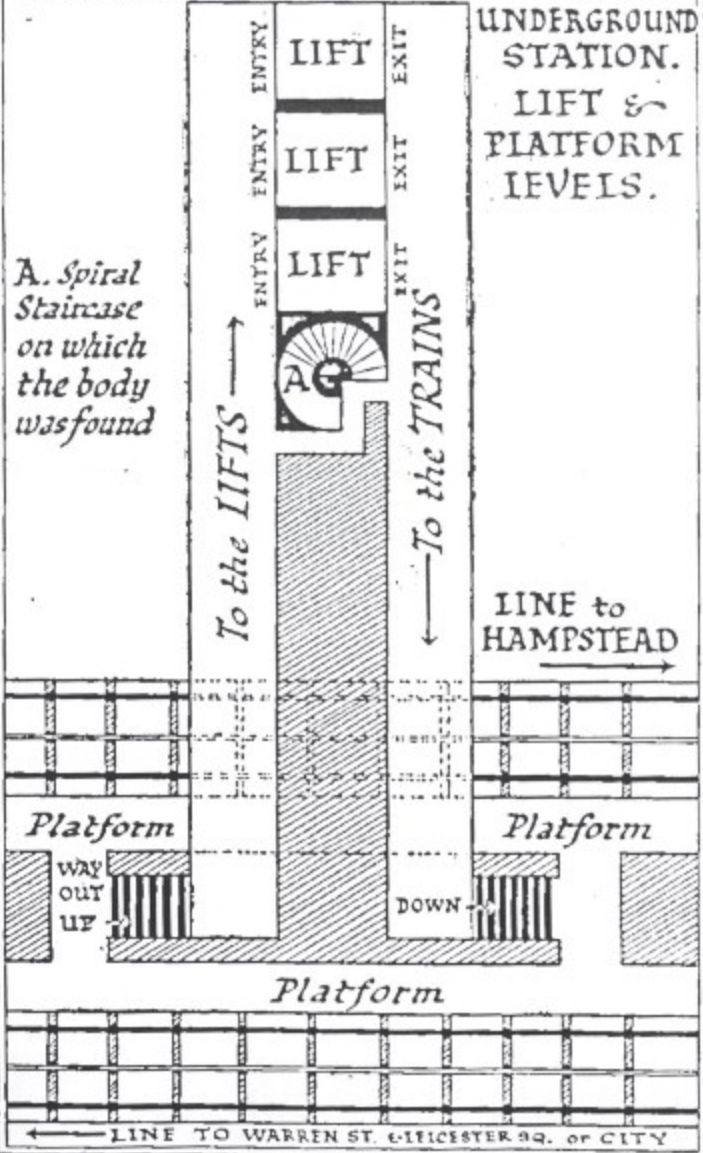 UNDERGROUND
STATION.
LIFT &
PLATFORM
LEVELS.
ENTRY
LIFT
EXIT
ENTRY
LIFT
EXIT
ENTRY
LIFT
EXIT
A. Spiral
Staircase
on which
the body
was found
A
To the LIFTS
To the TRAINS
LINE to
HAMPSTEAD
Platform
Platform
WAY
OUT
UP
DOWN
Platform
LINE TO WARREN ST. & LEICESTER SQ. or CITY